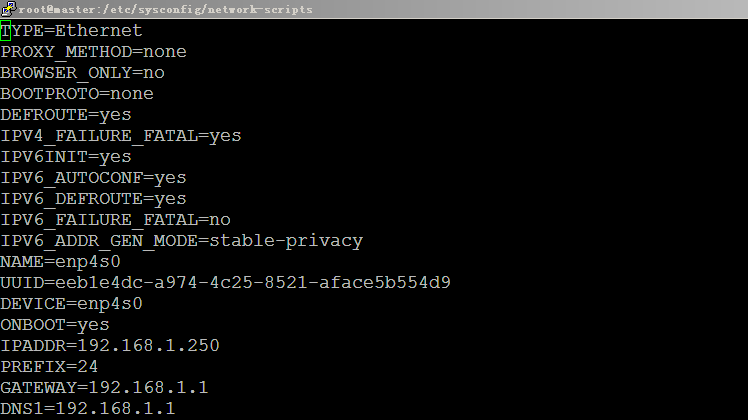 root@master:/etc/sysconfig/network-scripts
TYPE=Ethernet
PROXY_METHOD=none
BROWSER_ONLY=no
BOOTPROTO=none
DEFROUTE=yes
IPV4_FAILURE_FATAL=yes
IPV6INIT=yes
IPV6_AUTOCONF=yes
IPV6_DEFROUTE=yes
IPV6_FAILURE_FATAL=no
IPV6_ADDR_GEN_MODE=stable-privacy
NAME=enp4s0
UUID=eeb1e4dc-a974-4c25-8521-aface5b554d9
DEVICE=enp4s0
ONBOOT=yes
IPADDR=192.168.1.250
PREFIX=24
GATEWAY=192.168.1.1
DNS1=192.168.1.1